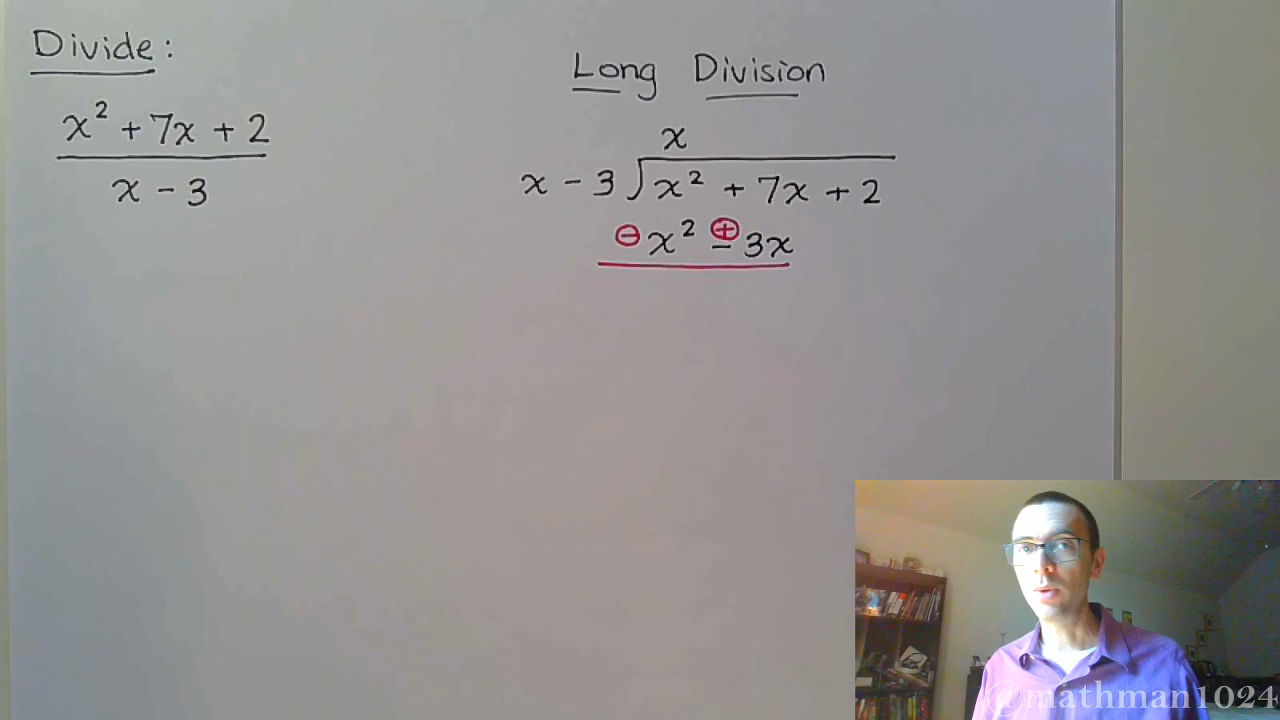 Divide:
x² + 7x + 2
x - 3
Long Division
x
x - 3 x² + 7x + 2
⊖ x² ⊕ - 3x
@mathman1024